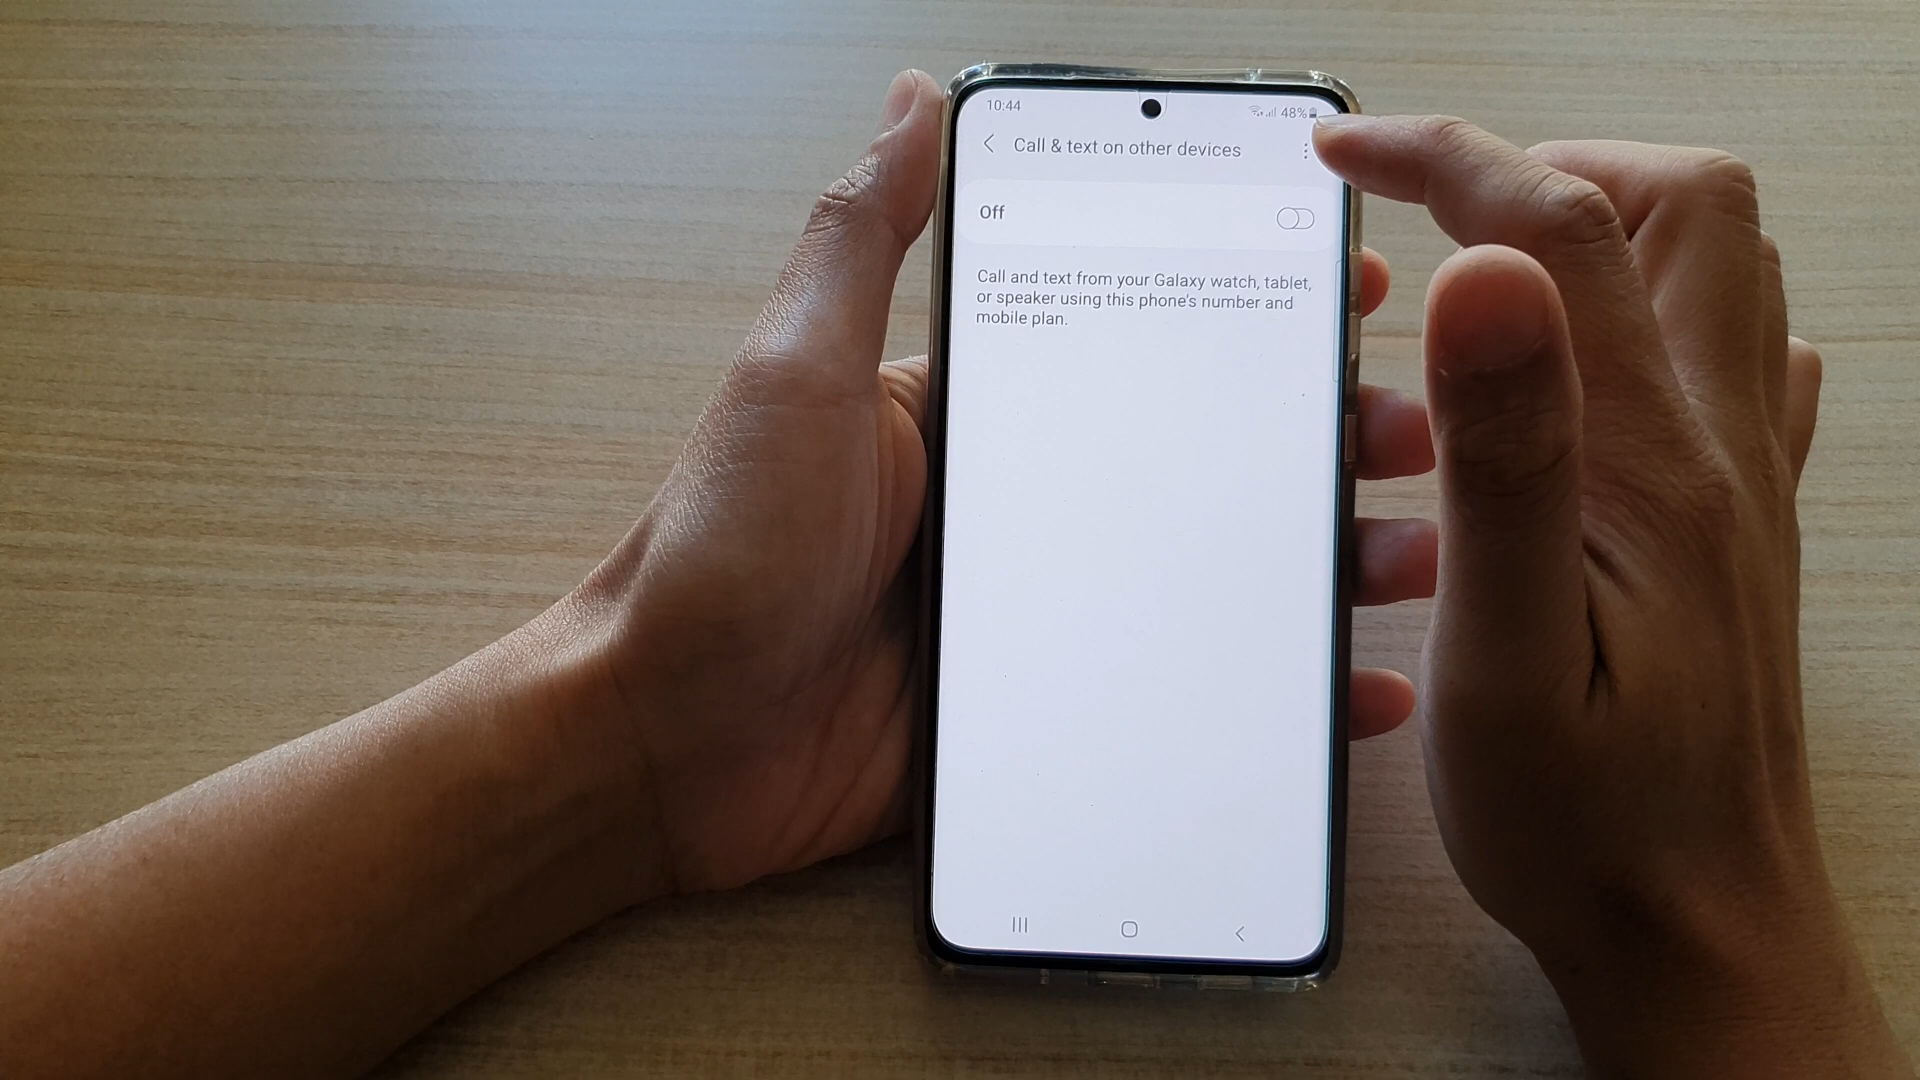 10:44
48%
Call & text on other devices
Off
Call and text from your Galaxy watch, tablet,
or speaker using this phone's number and
mobile plan.